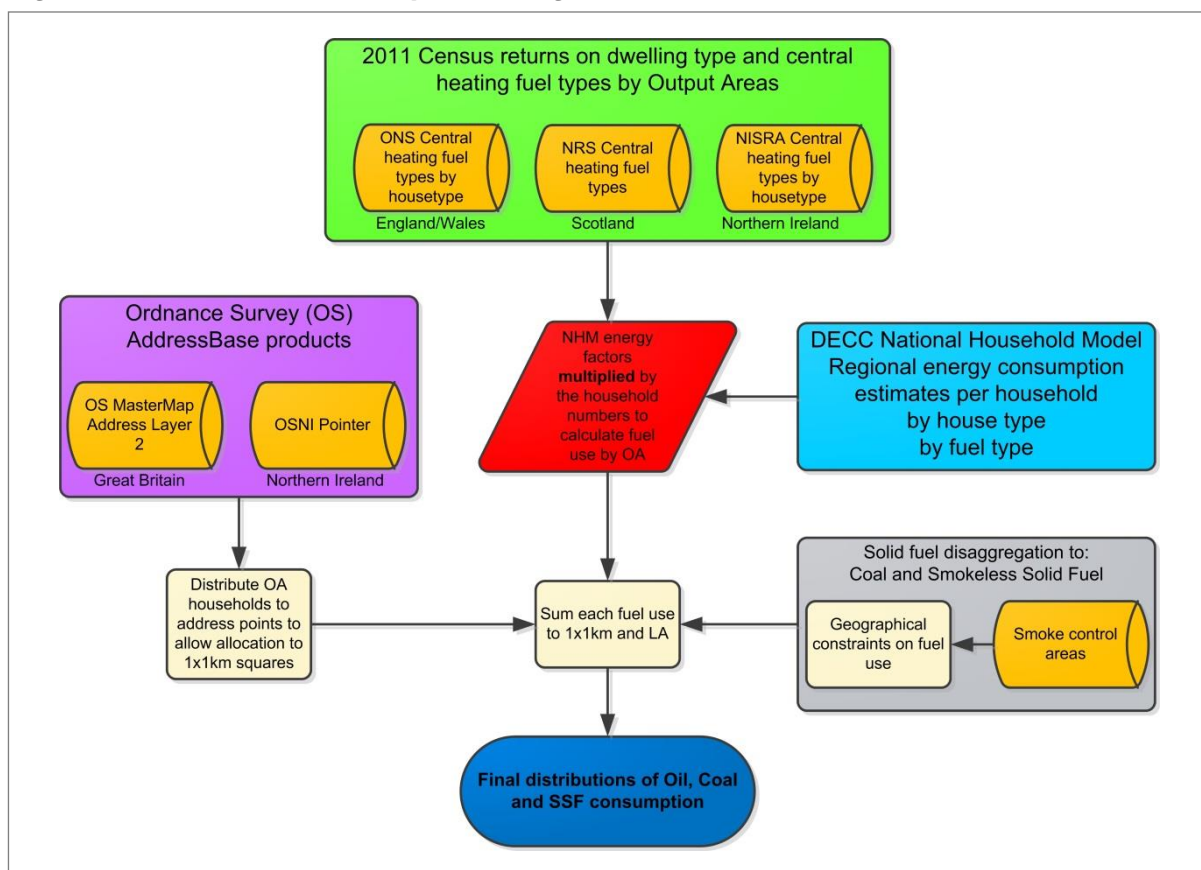 2011 Census returns on dwelling type and central
heating fuel types by Output Areas
ONS Central
heating fuel
types by
housetype
England/Wales
NRS Central
heating fuel
types
Scotland
NISRA Central
heating fuel
types by
housetype
Northern Ireland
Ordnance Survey (OS)
AddressBase products
OS MasterMap
Address Layer
2
Great Britain
OSNI Pointer
Northern Ireland
NHM energy
factors
multiplied by
the household
numbers to
calculate fuel
use by OA
DECC National Household Model
Regional energy consumption
estimates per household
by house type
by fuel type
Distribute OA
households to
address points to
allow allocation to
1x1km squares
Sum each fuel use
to 1x1km and LA
Solid fuel disaggregation to:
Coal and Smokeless Solid Fuel
Geographical
constraints on fuel
use
Smoke control
areas
Final distributions of Oil, Coal
and SSF consumption